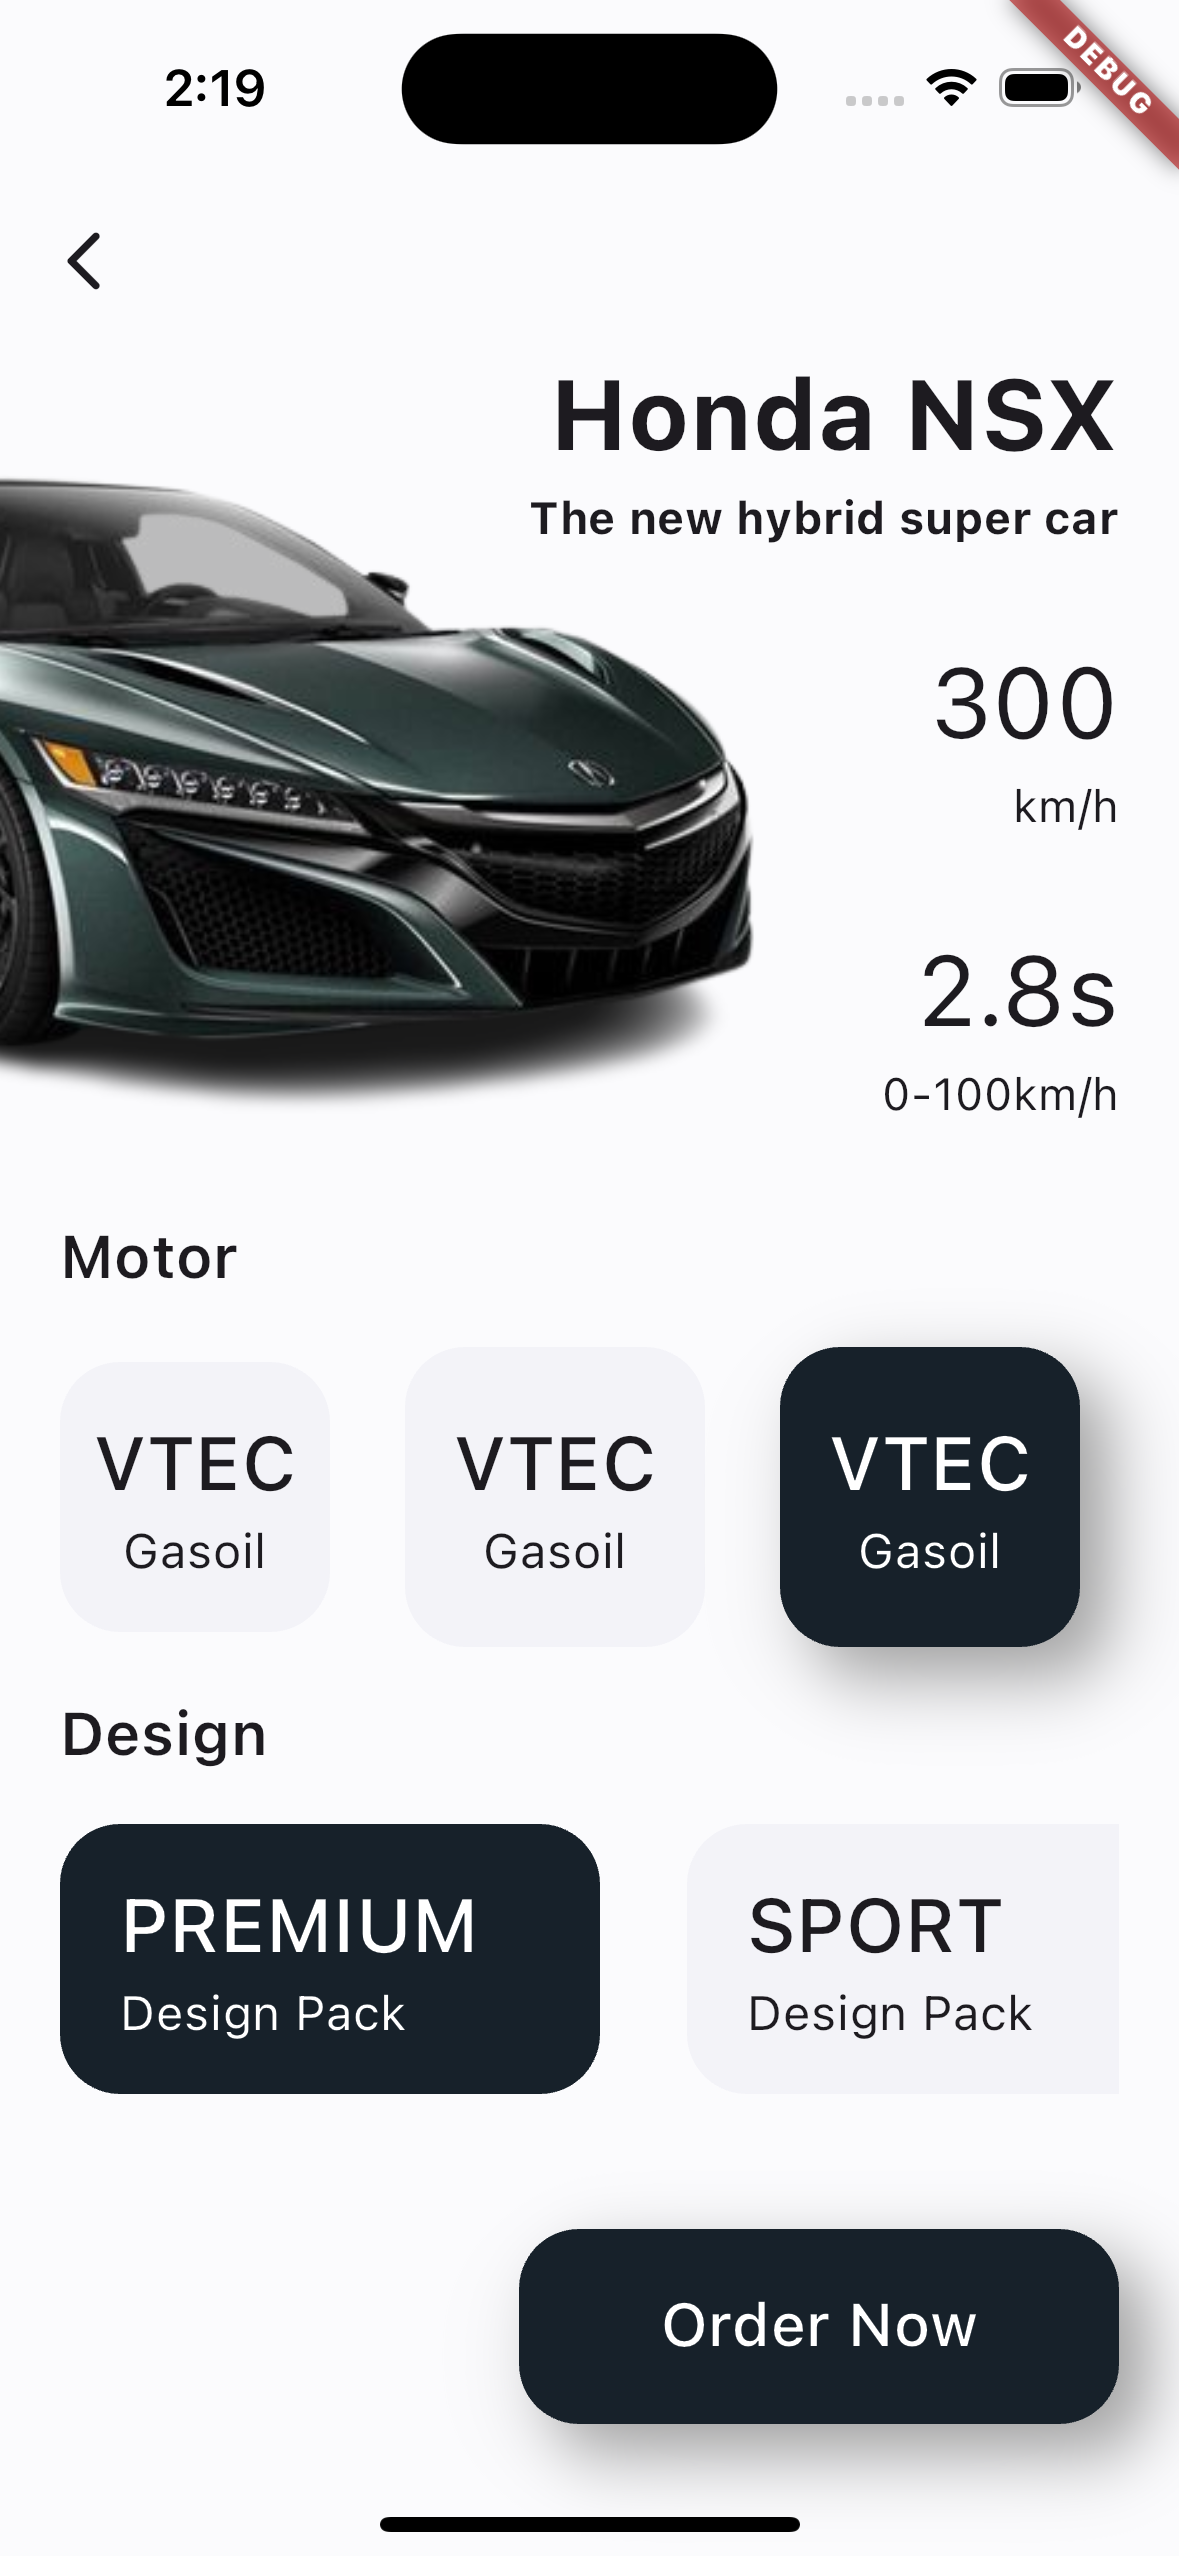 2:19
DEBUG
Honda NSX
The new hybrid super car
300
km/h
2.8s
0-100km/h
Motor
VTEC VTEC VTEC
Gasoil Gasoil Gasoil
Design
PREMIUM SPORT
Design Pack Design Pack
Order Now